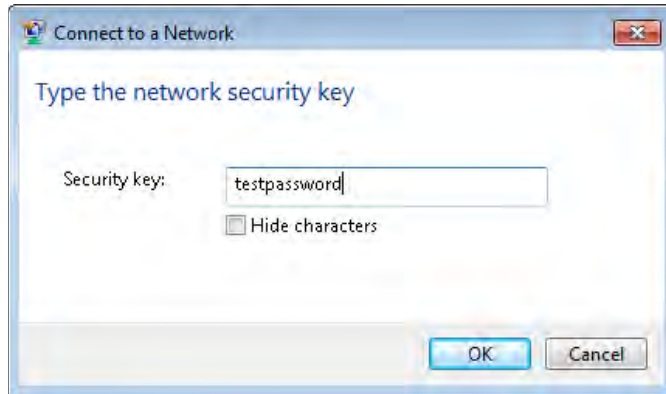 Connect to a Network
Type the network security key
Security key:
testpassword
Hide characters
OK
Cancel